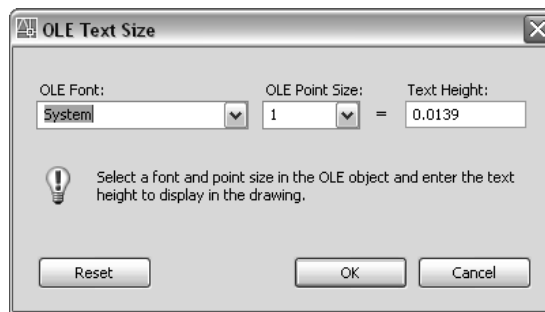 OLE Text Size
OLE Font: OLE Point Size: Text Height:
System 1 = 0.0139
Select a font and point size in the OLE object and enter the text
height to display in the drawing.
Reset OK Cancel